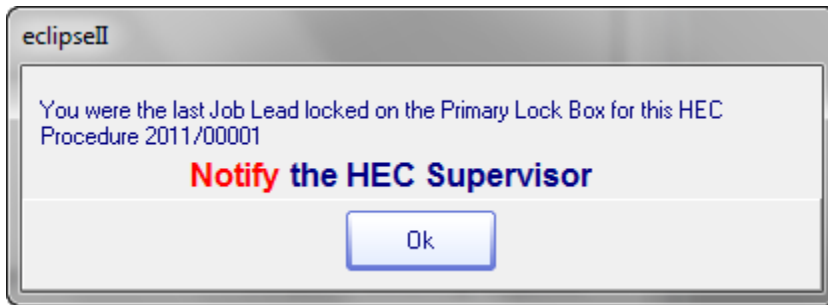 eclipseII
You were the last Job Lead locked on the Primary Lock Box for this HEC
Procedure 2011/00001
Notify the HEC Supervisor
Ok